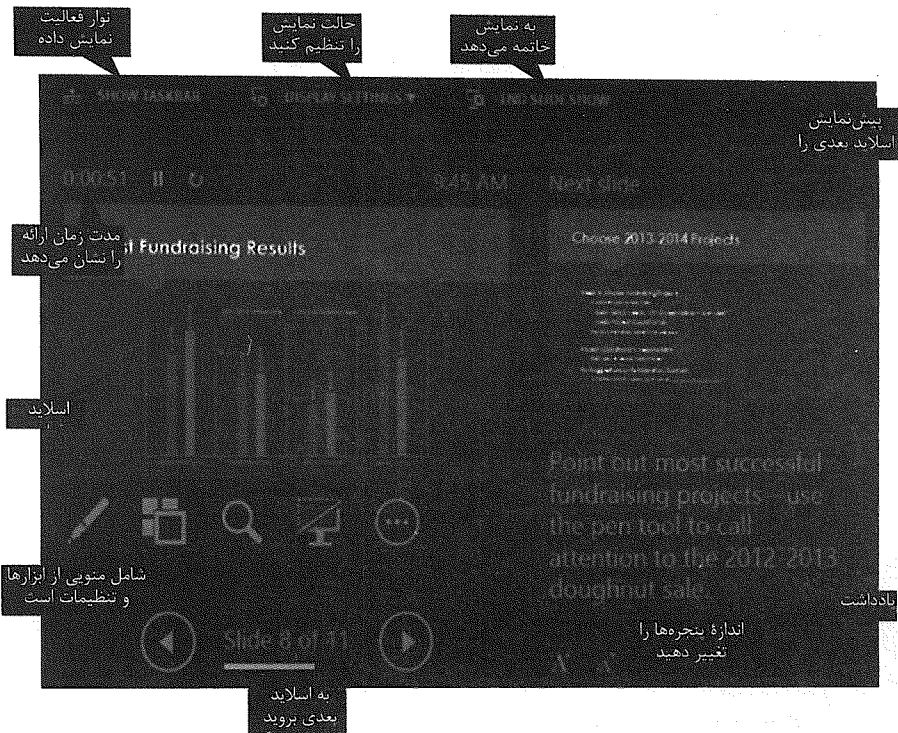 نوار فعالیت
نمایش داده
حالت نمایش
را تنظیم کنید
به نمایش
خاتمه می‌دهد
SHOW TASKBAR
DISPLAY SETTINGS ▾
END SLIDE SHOW
پیش‌نمایش
اسلاید بعدی را
0:00:51
9:45 AM
Next slide
مدت زمان ارائه
را نشان می‌دهد
st Fundraising Results
Choose 2013-2014 Projects
اسلاید
Point out most successful
fundraising projects – use
the pen tool to call
attention to the 2012-2013
doughnut sale.
شامل منویی از ابزارها
و تنظیمات است
یادداشت
اندازهٔ پنجره‌ها را
تغییر دهید
Slide 8 of 11
A A
به اسلاید
بعدی بروید